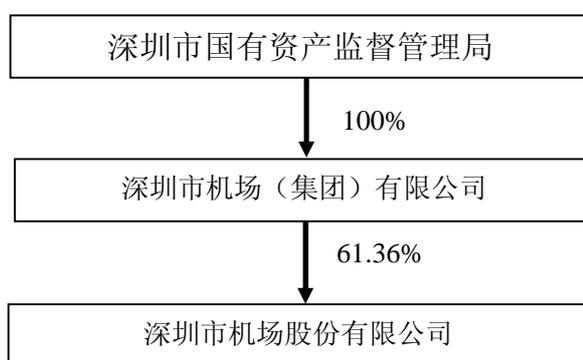 深圳市国有资产监督管理局
100%
深圳市机场（集团）有限公司
61.36%
深圳市机场股份有限公司